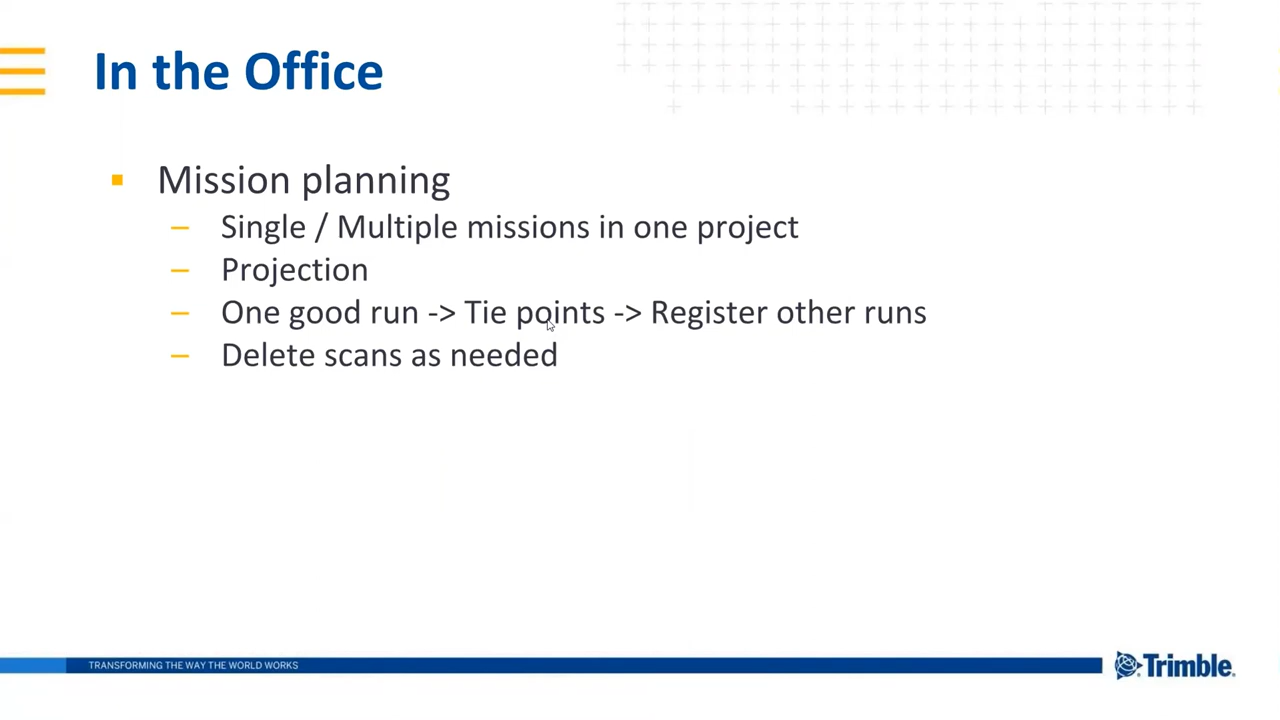 In the Office
Mission planning
– Single / Multiple missions in one project
– Projection
– One good run -> Tie points -> Register other runs
– Delete scans as needed
TRANSFORMING THE WAY THE WORLD WORKS
Trimble.